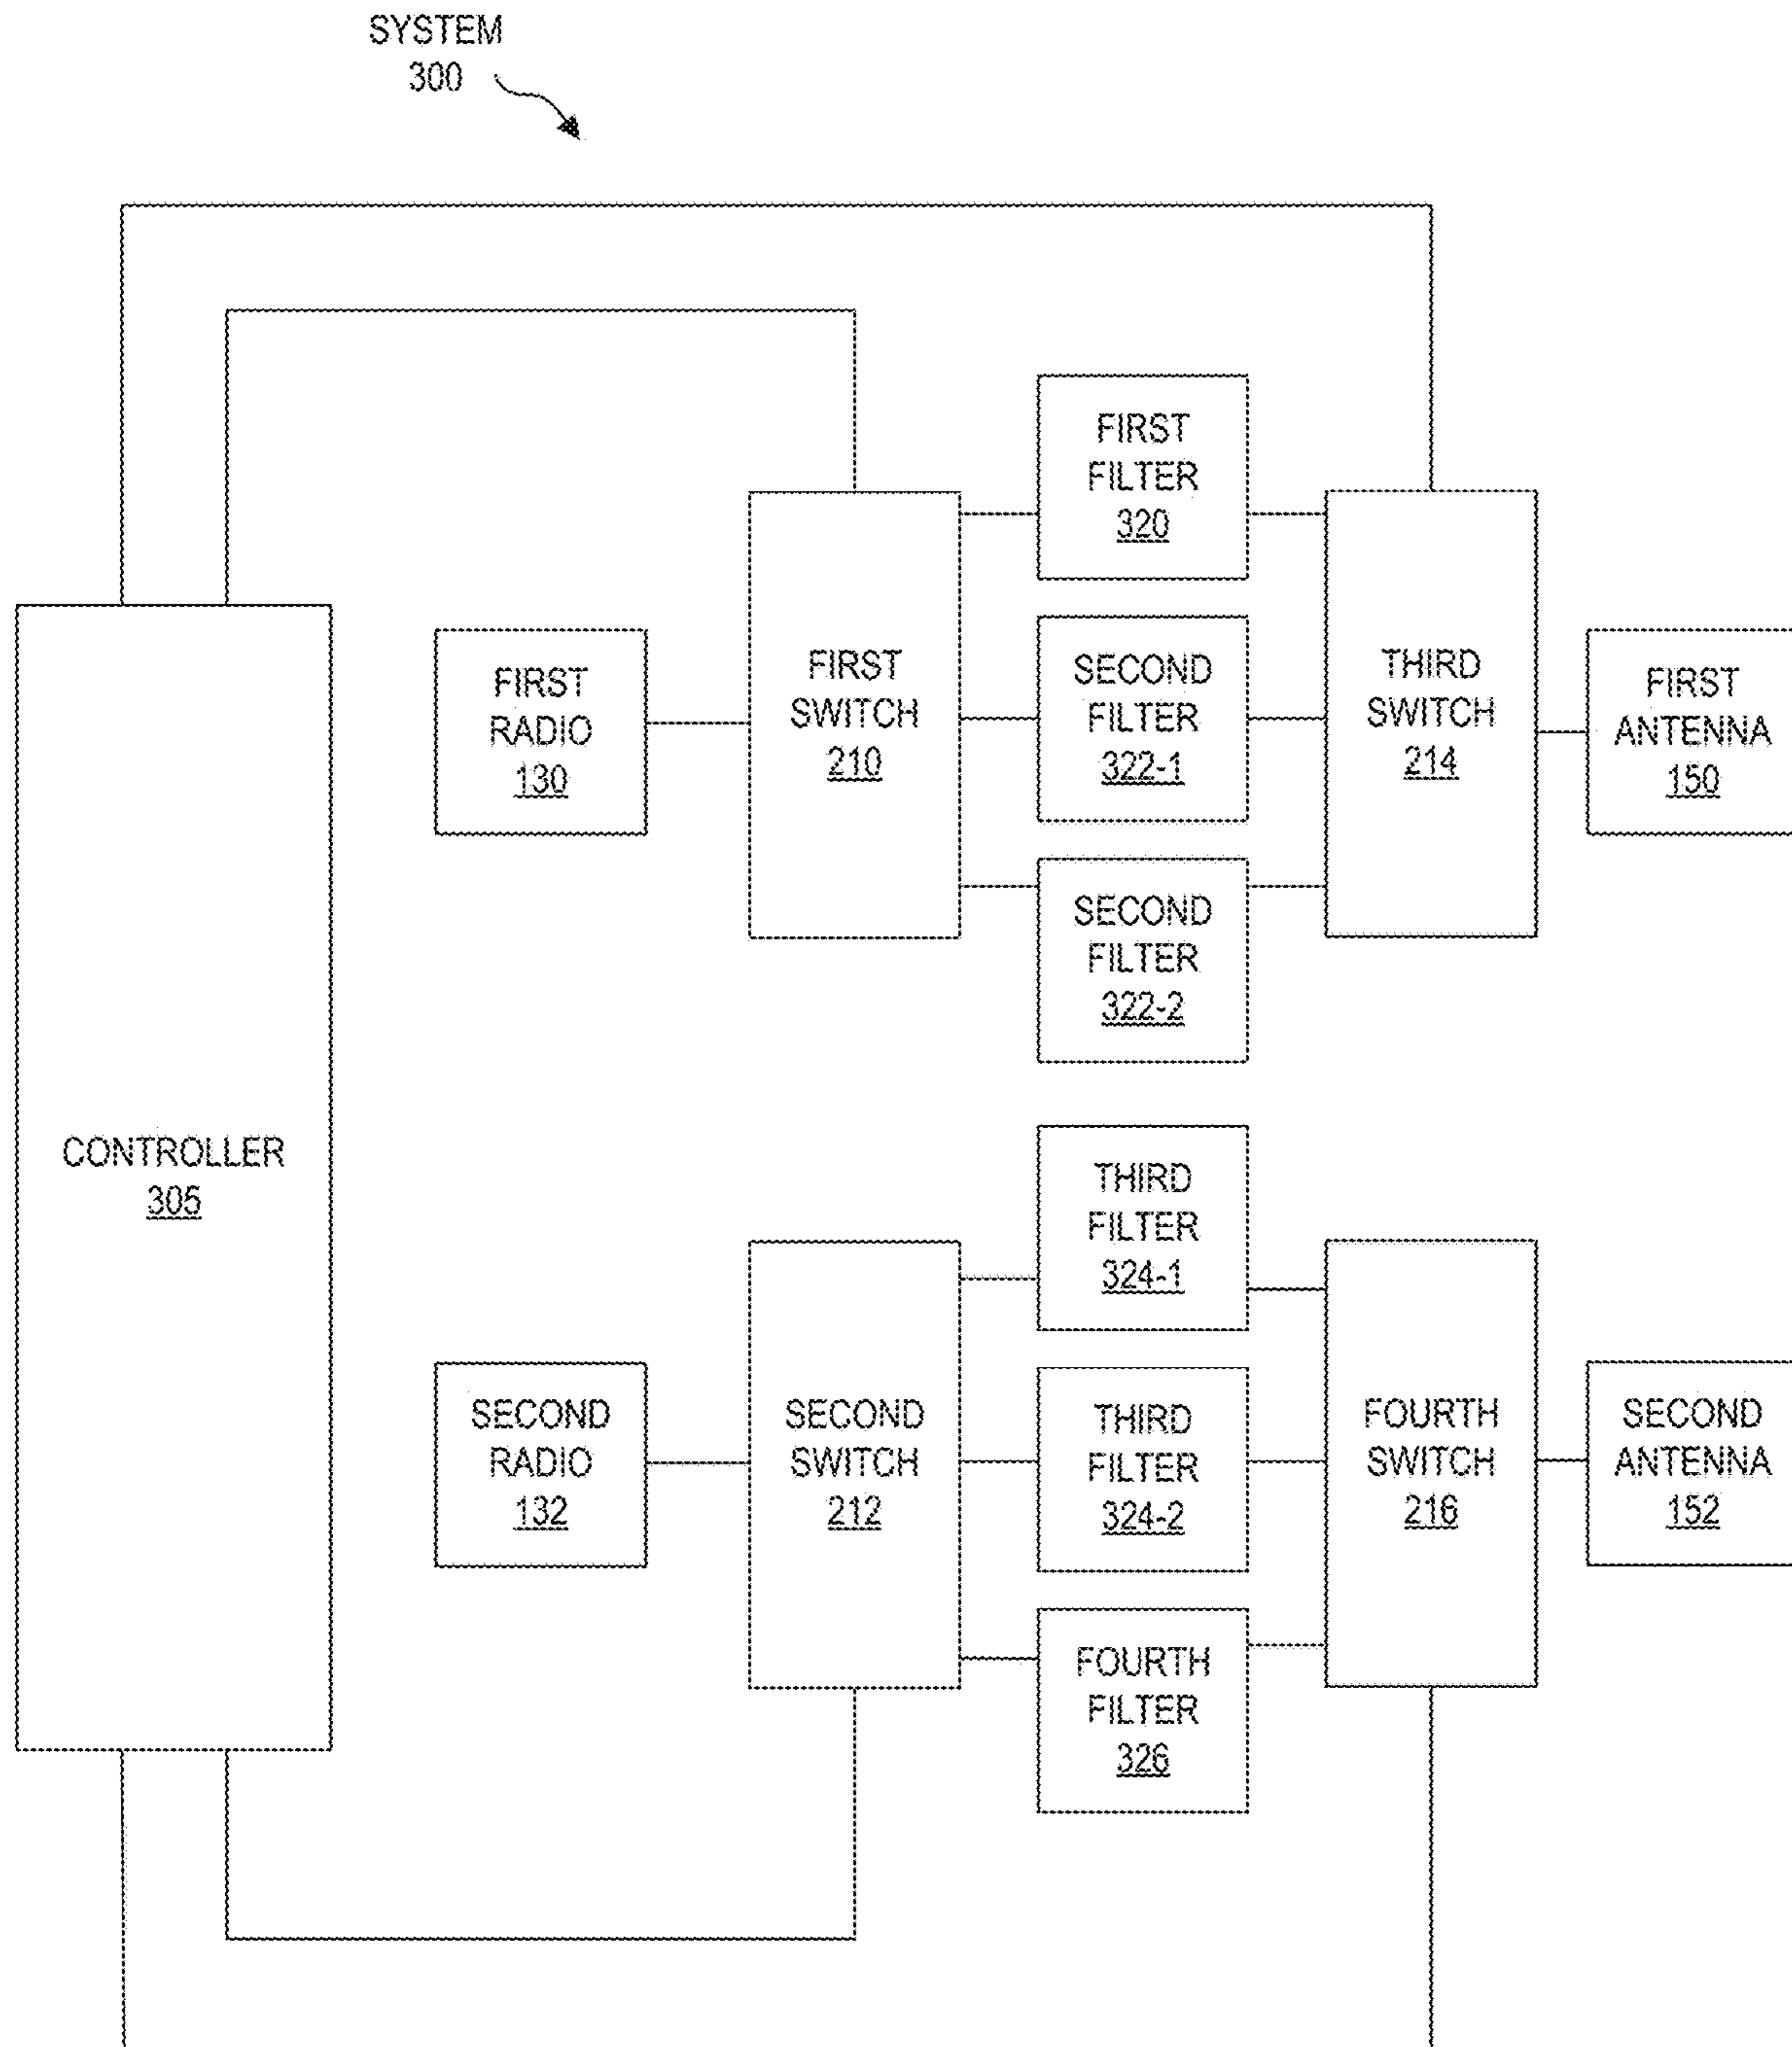 SYSTEM
300
FIRST
FILTER
320
FIRST
RADIO
130
FIRST
SWITCH
210
SECOND
FILTER
322-1
THIRD
SWITCH
214
FIRST
ANTENNA
150
SECOND
FILTER
322-2
CONTROLLER
305
THIRD
FILTER
324-1
SECOND
RADIO
132
SECOND
SWITCH
212
THIRD
FILTER
324-2
FOURTH
SWITCH
216
SECOND
ANTENNA
152
FOURTH
FILTER
326